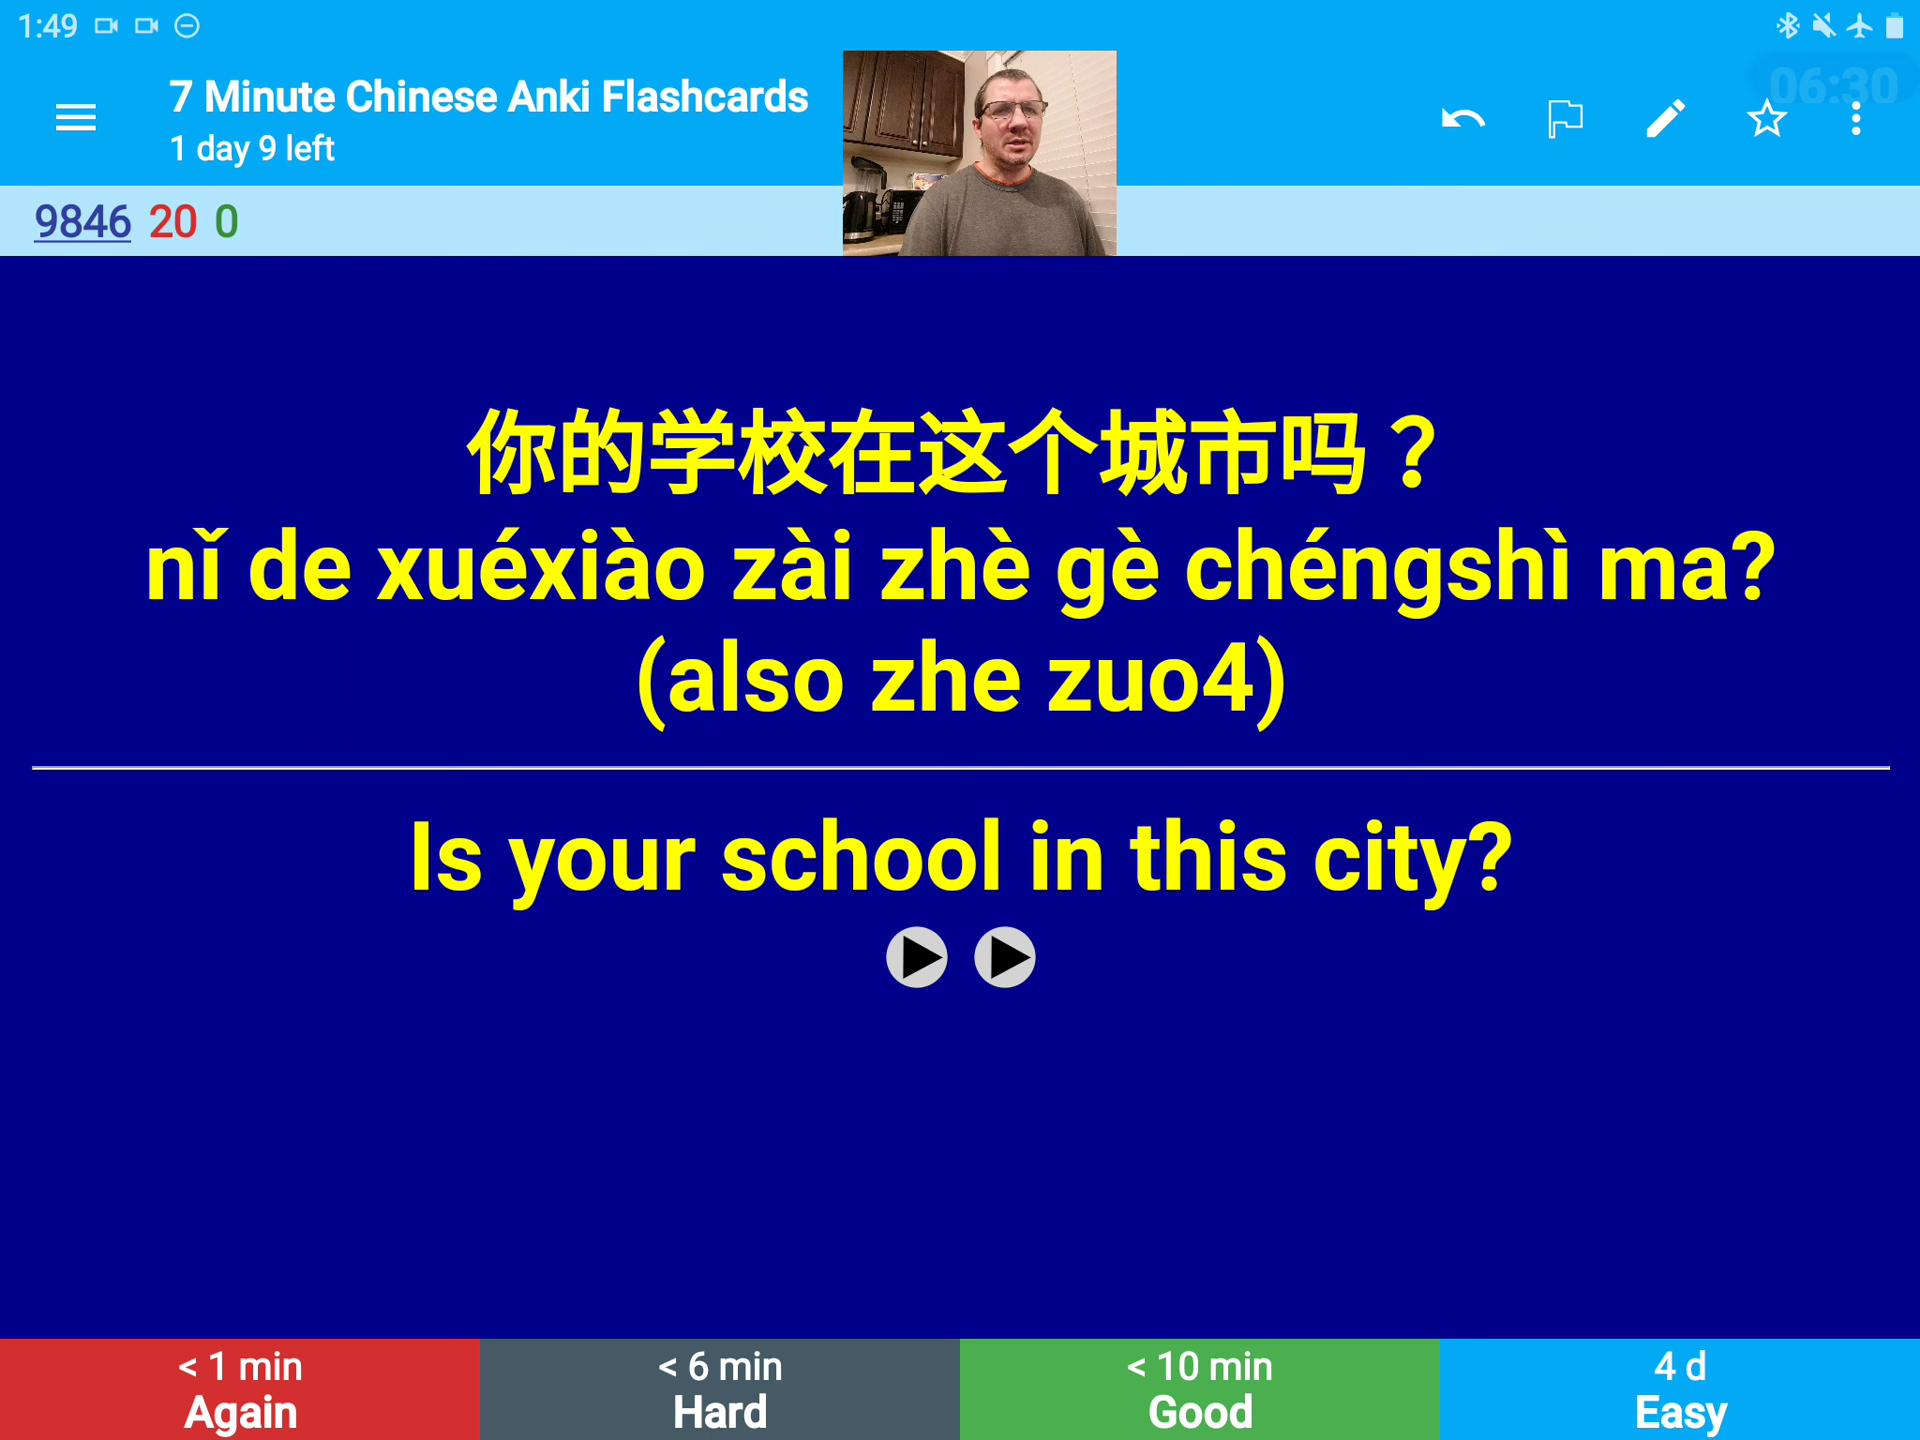 1:49
06:30
7 Minute Chinese Anki Flashcards
1 day 9 left
9846 20 0
你的学校在这个城市吗？
nǐ de xuéxiào zài zhè gè chéngshì ma?
(also zhe zuo4)
Is your school in this city?
< 1 min < 6 min < 10 min 4 d
Again Hard Good Easy